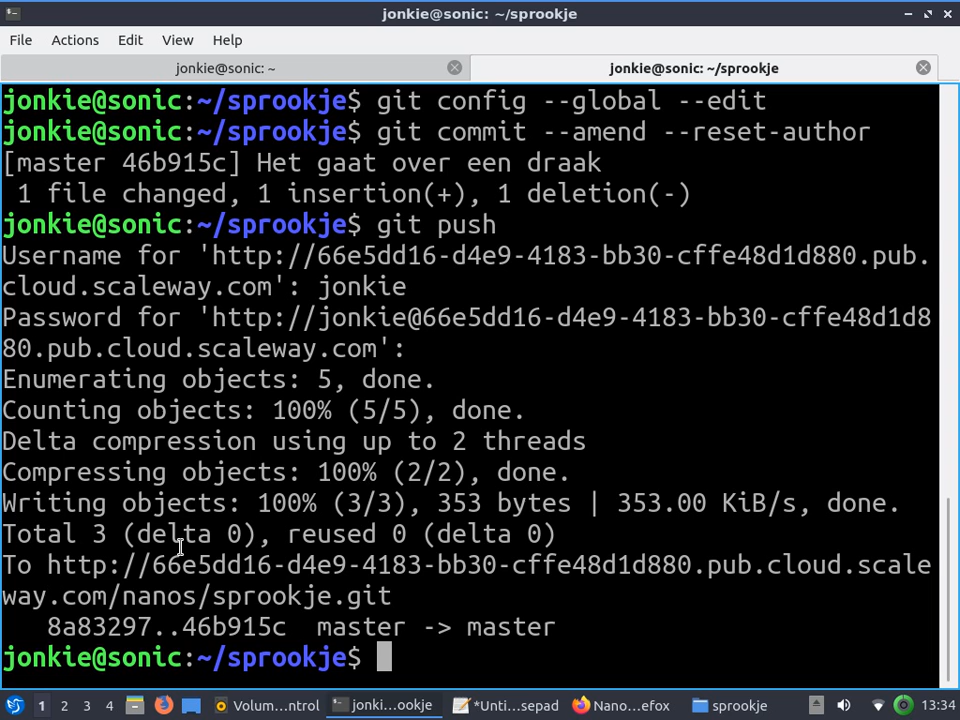 jonkie@sonic: ~/sprookje
File Actions Edit View Help
jonkie@sonic: ~ jonkie@sonic: ~/sprookje
jonkie@sonic:~/sprookje$ git config --global --edit
jonkie@sonic:~/sprookje$ git commit --amend --reset-author
[master 46b915c] Het gaat over een draak
 1 file changed, 1 insertion(+), 1 deletion(-)
jonkie@sonic:~/sprookje$ git push
Username for 'http://66e5dd16-d4e9-4183-bb30-cffe48d1d880.pub.
cloud.scaleway.com': jonkie
Password for 'http://jonkie@66e5dd16-d4e9-4183-bb30-cffe48d1d8
80.pub.cloud.scaleway.com':
Enumerating objects: 5, done.
Counting objects: 100% (5/5), done.
Delta compression using up to 2 threads
Compressing objects: 100% (2/2), done.
Writing objects: 100% (3/3), 353 bytes | 353.00 KiB/s, done.
Total 3 (delta 0), reused 0 (delta 0)
To http://66e5dd16-d4e9-4183-bb30-cffe48d1d880.pub.cloud.scale
way.com/nanos/sprookje.git
   8a83297..46b915c  master -> master
jonkie@sonic:~/sprookje$
1 2 3 4 Volum...ntrol jonki...ookje *Unti...sepad Nano...efox sprookje 13:34